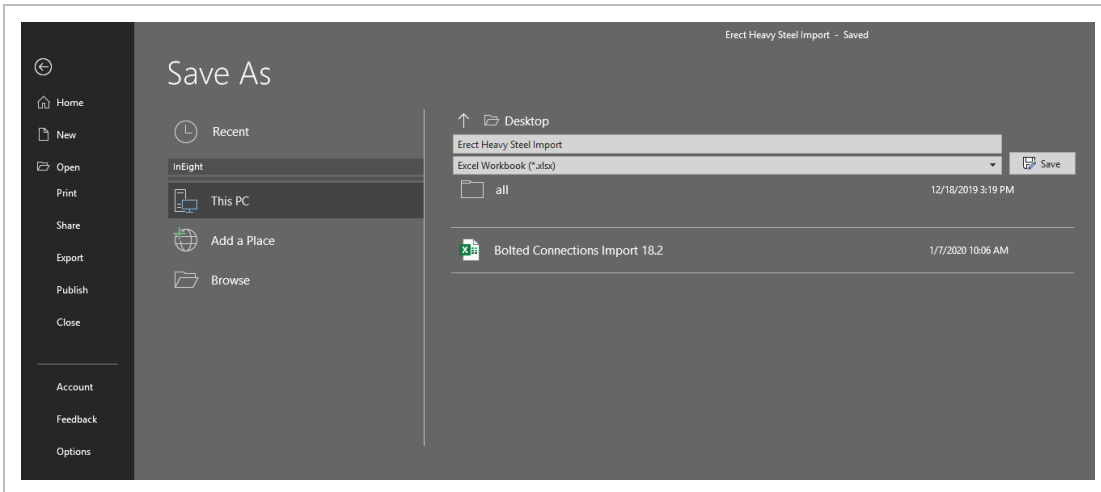 Erect Heavy Steel Import - Saved
Save As
Home
New
Open
Print
Share
Export
Publish
Close
Account
Feedback
Options
Recent
InEight
This PC
Add a Place
Browse
Desktop
Erect Heavy Steel Import
Excel Workbook (*.xlsx)
Save
all 12/18/2019 3:19 PM
Bolted Connections Import 18.2 1/7/2020 10:06 AM